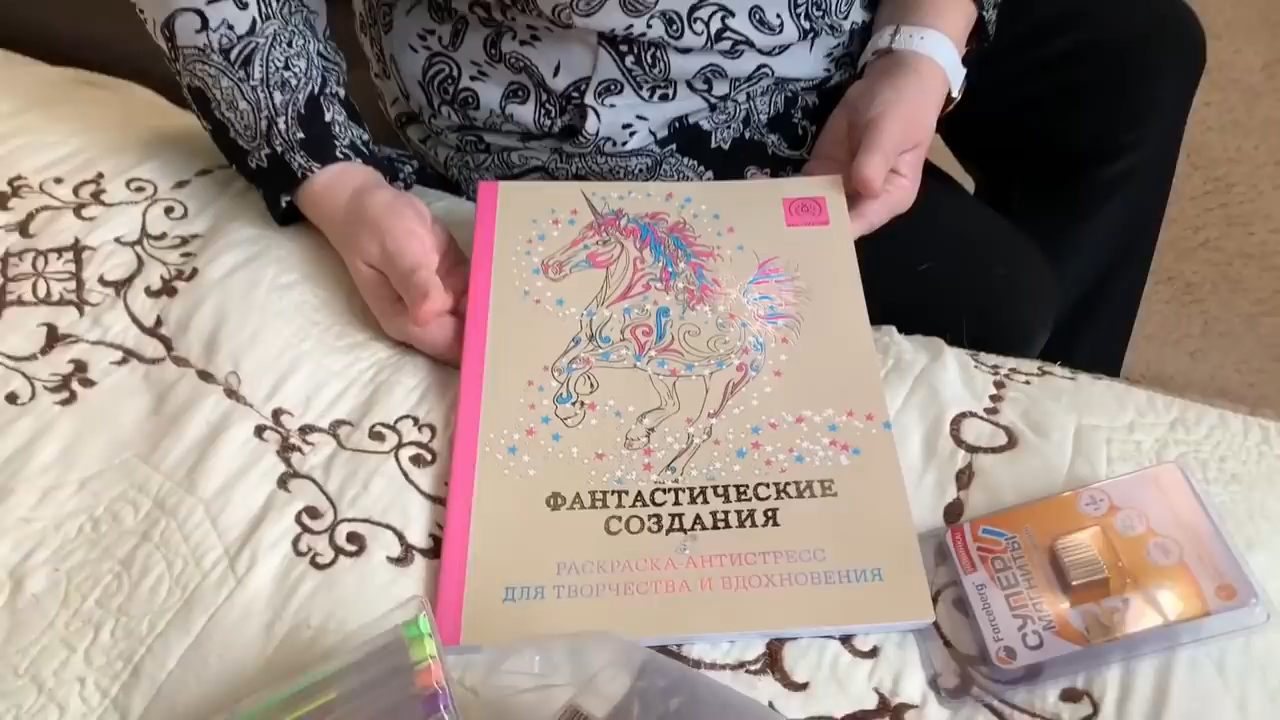 ФАНТАСТИЧЕСКИЕ
СОЗДАНИЯ
РАСКРАСКА-АНТИСТРЕСС
ДЛЯ ТВОРЧЕСТВА И ВДОХНОВЕНИЯ
Forceberg
СУПЕР
МАГНИТЫ